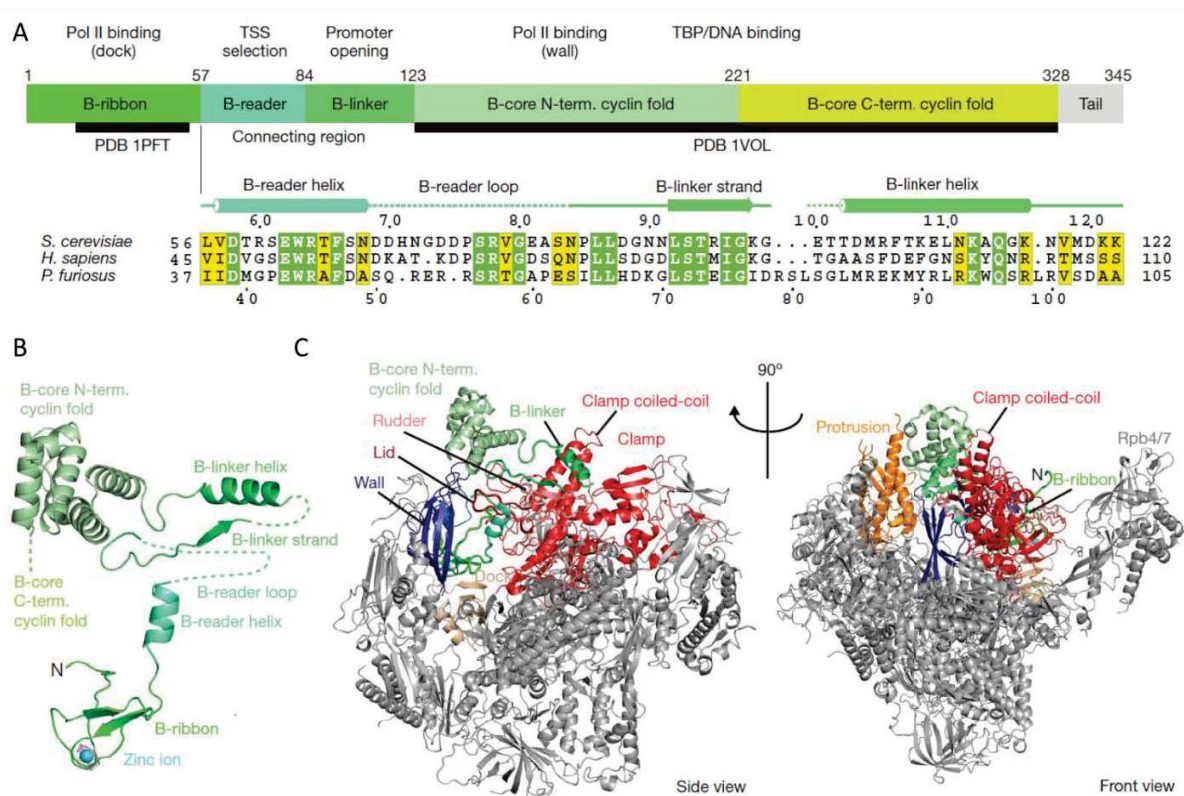 A
Pol II binding (dock)
TSS selection
Promoter opening
Pol II binding (wall)
TBP/DNA binding
1 57 84 123 221 328 345
B-ribbon B-reader B-linker B-core N-term. cyclin fold B-core C-term. cyclin fold Tail
PDB 1PFT Connecting region PDB 1VOL
B-reader helix B-reader loop B-linker strand B-linker helix
60 70 80 90 100 110 120
S. cerevisiae 56 LVDTRSEWRTFSNDDHNGDDPSRVGEASNPLLDGNNLSTRIGKG...ETTDMRFTKELNKAQGK.NVMDKK 122
H. sapiens 45 VIDVGSEWRTFSNDKAT.KDPSRVGDSQNPLLSDGDLSTMIGKG...TGAASFDEFGNSKYQNR.RTMSSS 110
P. furiosus 37 IIDMGPEWRAFDASQ.RER.RSRTGAPESILLHDKGLSTEIGIDRSLSGLMREKMYRLRKWQSRLRVSDAA 105
40 50 60 70 80 90 100
B
B-core N-term.
cyclin fold
B-linker helix
B-linker strand
B-core
C-term.
cyclin fold
B-reader loop
B-reader helix
N
B-ribbon
Zinc ion
C
B-core N-term.
cyclin fold
B-linker
Clamp coiled-coil
Rudder
Clamp
Lid
Wall
Dock
Side view
90°
Clamp coiled-coil
Protrusion
Rpb4/7
N
B-ribbon
Front view